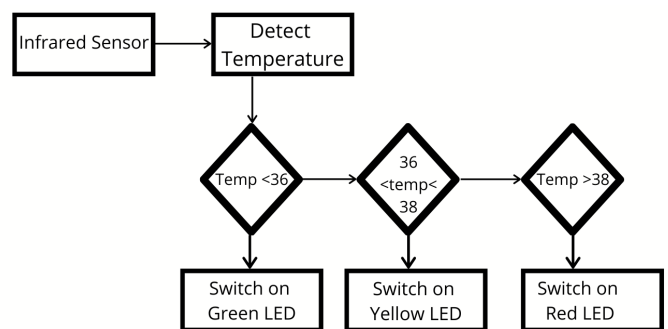 Infrared Sensor
Detect
Temperature
Temp <36
36
<temp<
38
Temp >38
Switch on
Green LED
Switch on
Yellow LED
Switch on
Red LED